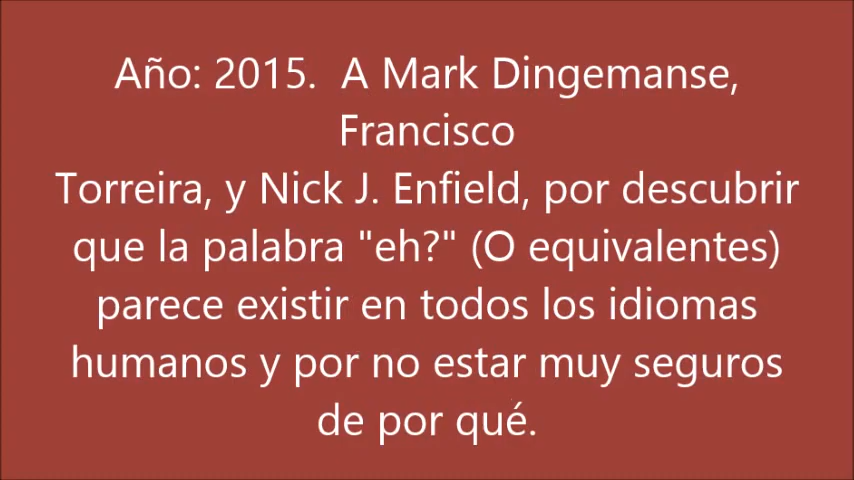 Año: 2015.  A Mark Dingemanse,
Francisco
Torreira, y Nick J. Enfield, por descubrir
que la palabra "eh?" (O equivalentes)
parece existir en todos los idiomas
humanos y por no estar muy seguros
de por qué.